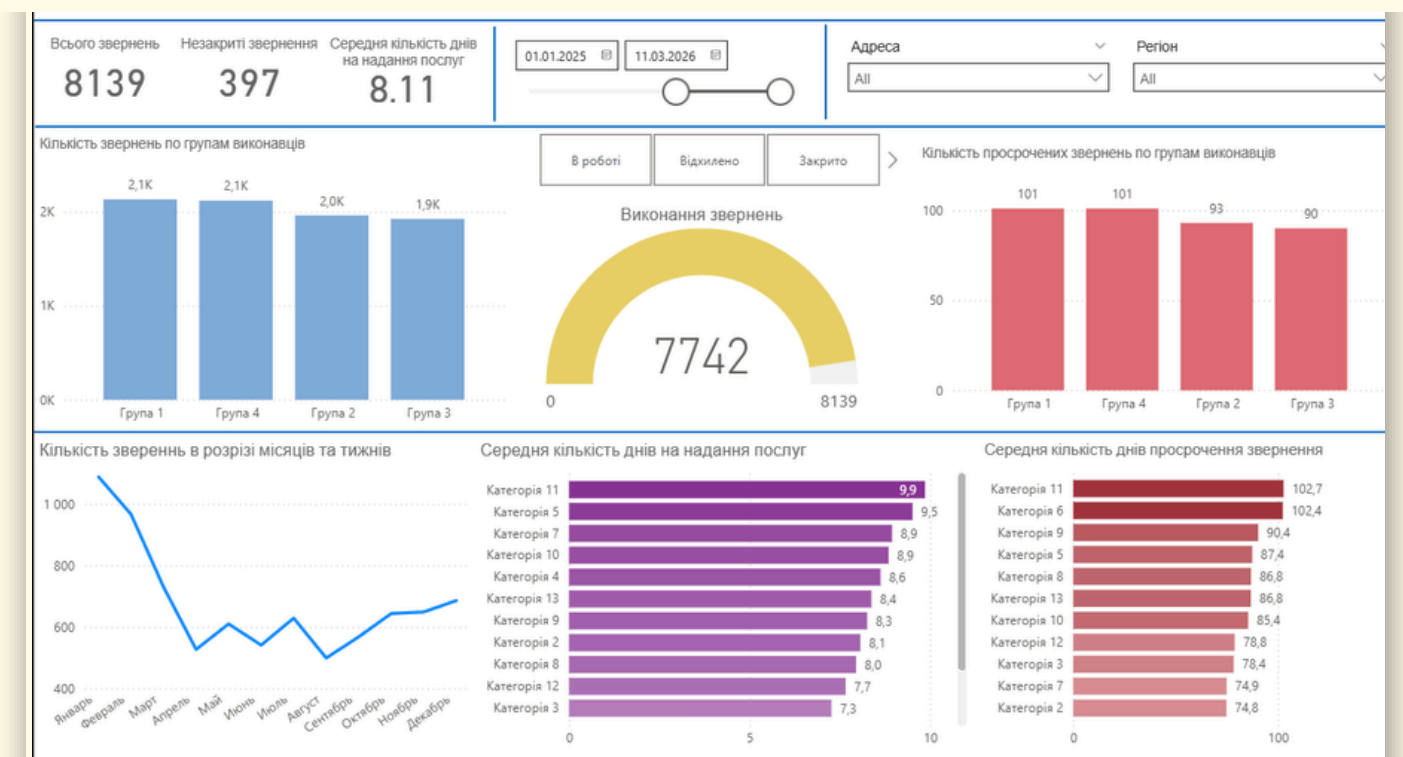 Всього звернень
8139
Незакриті звернення
397
Середня кількість днів
на надання послуг
8.11
01.01.2025
11.03.2026
Адреса
All
Регіон
All
Кількість звернень по групам виконавців
2,1K
2,1K
2,0K
1,9K
2K
1K
0K
Група 1
Група 4
Група 2
Група 3
В роботі
Відхилено
Закрито
Виконання звернень
7742
0
8139
Кількість просрочених звернень по групам виконавців
101
101
93
90
100
50
0
Група 1
Група 4
Група 2
Група 3
Кількість звереннь в розрізі місяців та тижнів
1 000
800
600
400
Январь
Февраль
Март
Апрель
Май
Июнь
Июль
Август
Сентябрь
Октябрь
Ноябрь
Декабрь
Середня кількість днів на надання послуг
Категорія 11 9,9
Категорія 5 9,5
Категорія 7 8,9
Категорія 10 8,9
Категорія 4 8,6
Категорія 13 8,4
Категорія 9 8,3
Категорія 2 8,1
Категорія 8 8,0
Категорія 12 7,7
Категорія 3 7,3
0 5 10
Середня кількість днів просрочення звернення
Категорія 11 102,7
Категорія 6 102,4
Категорія 9 90,4
Категорія 5 87,4
Категорія 8 86,8
Категорія 13 86,8
Категорія 10 85,4
Категорія 12 78,8
Категорія 3 78,4
Категорія 7 74,9
Категорія 2 74,8
0 100